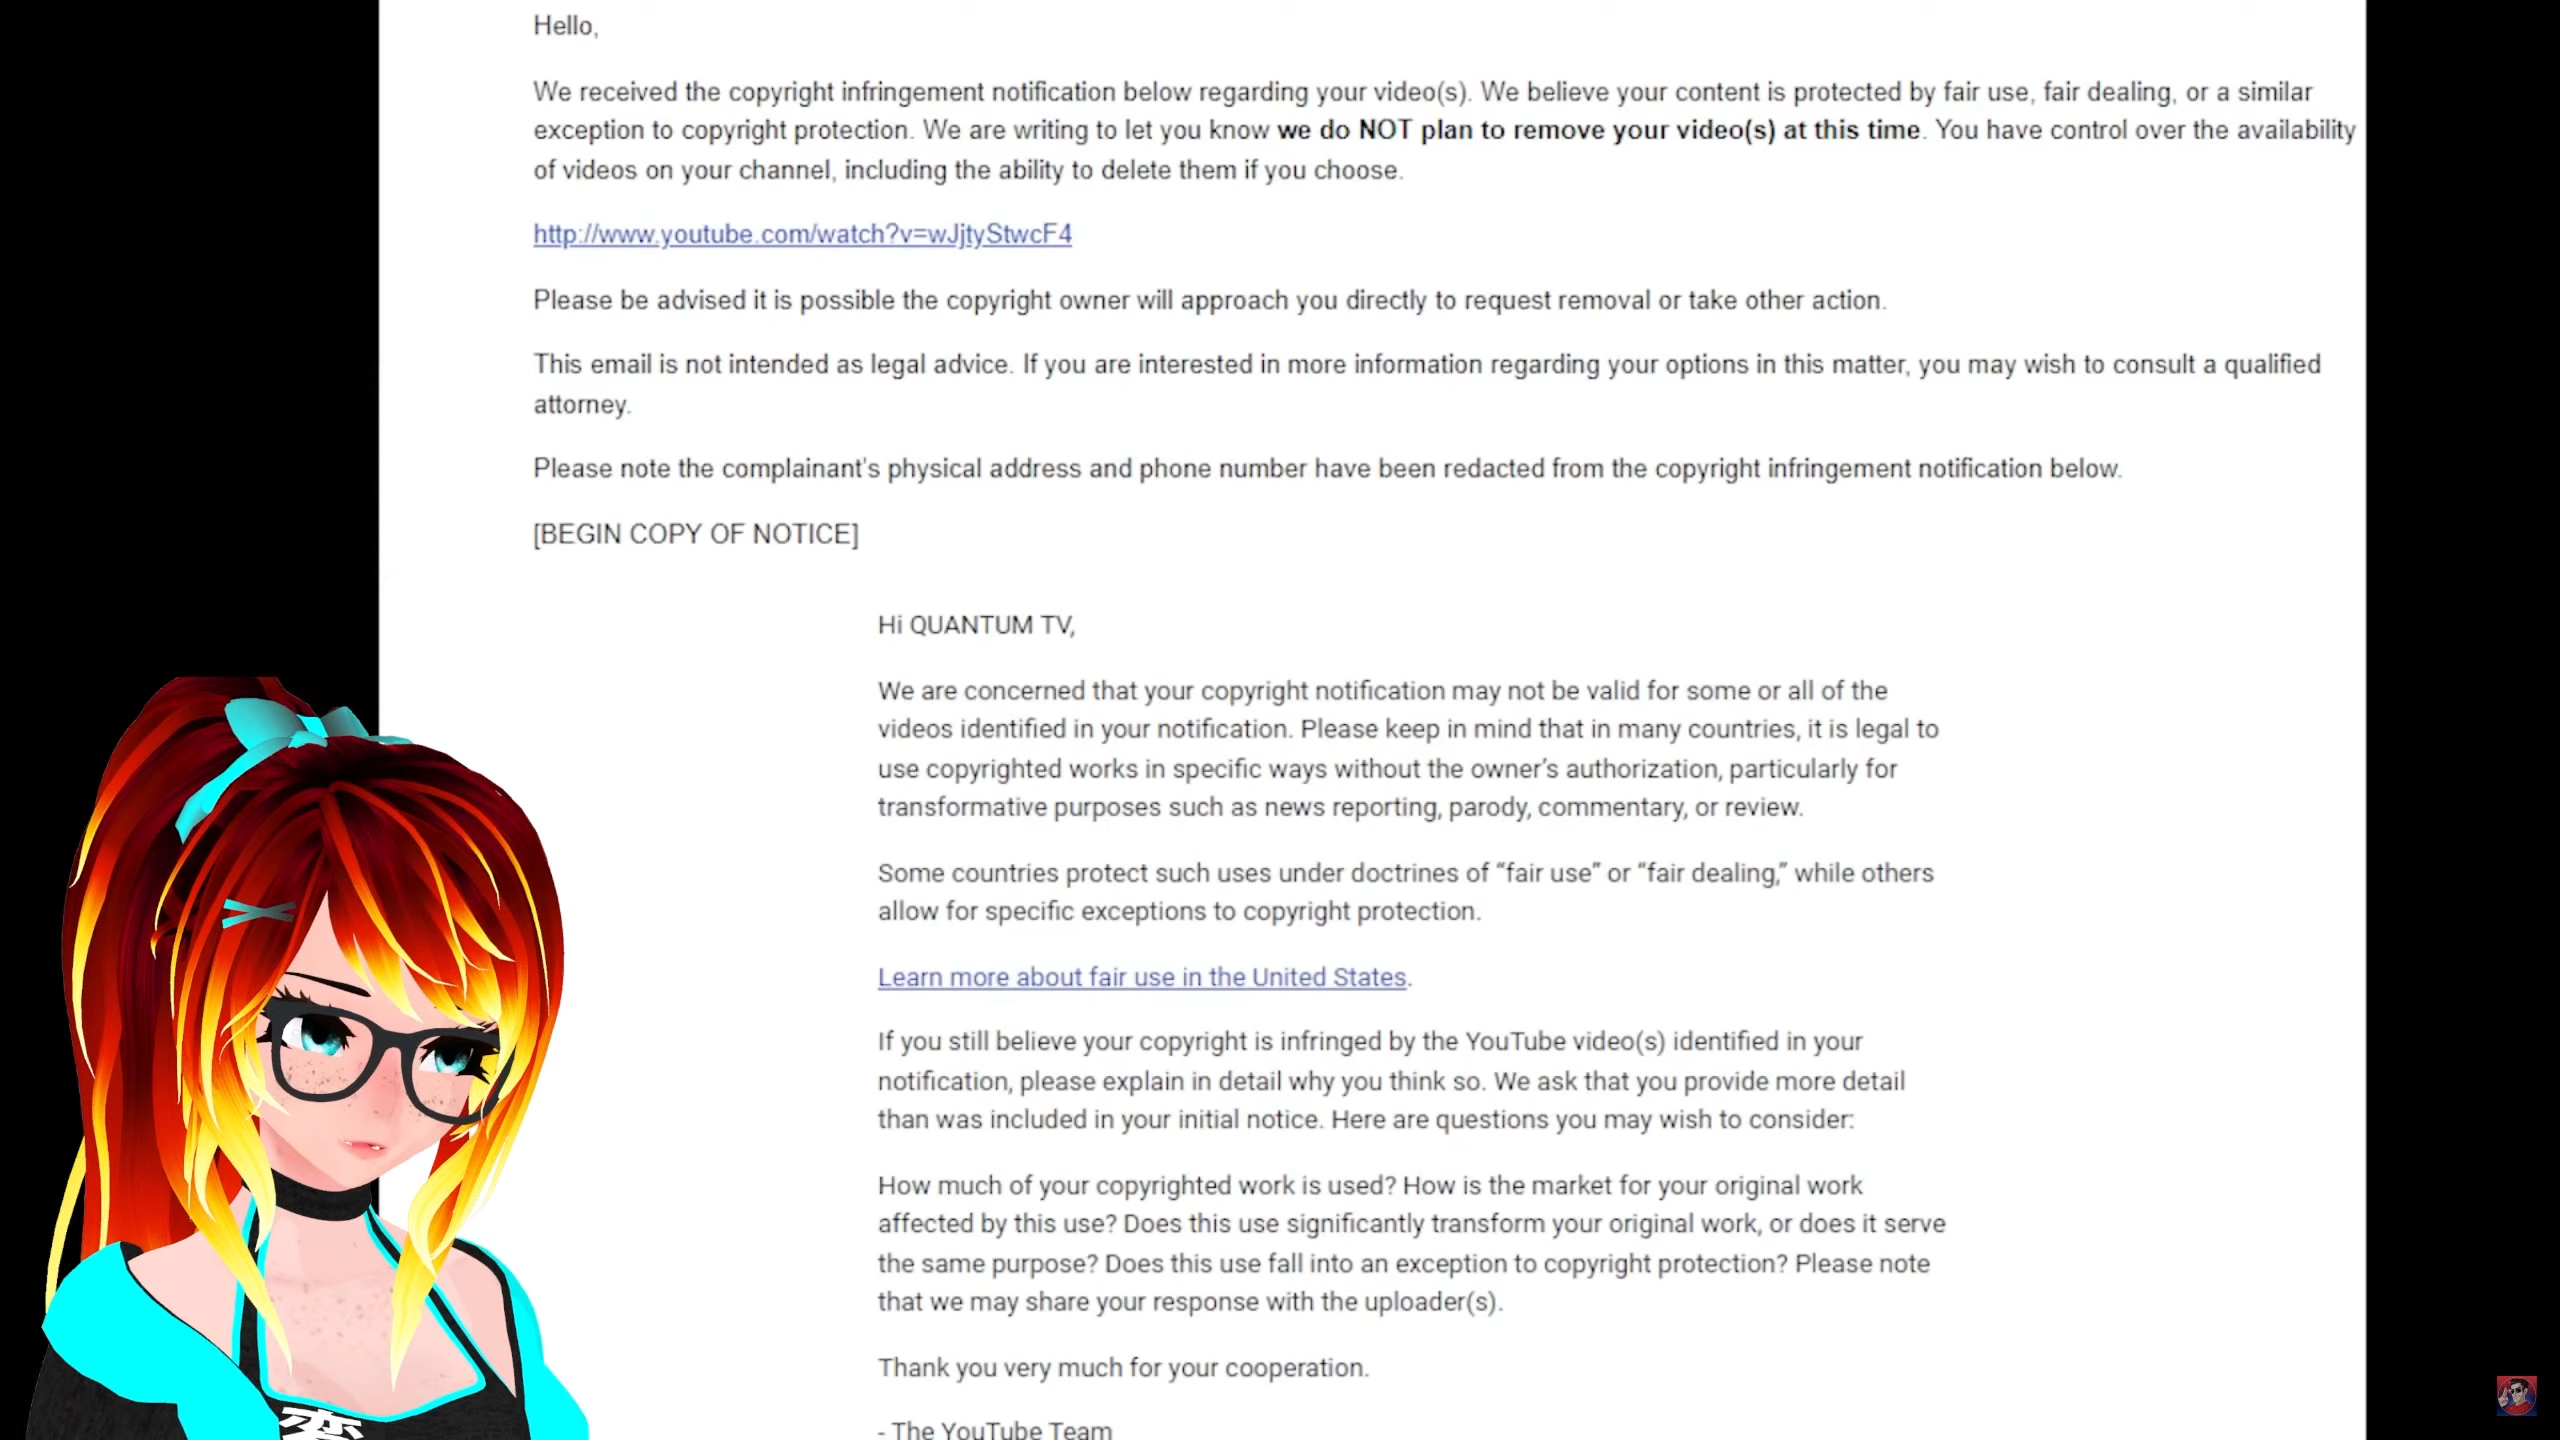 Hello,
We received the copyright infringement notification below regarding your video(s). We believe your content is protected by fair use, fair dealing, or a similar
exception to copyright protection. We are writing to let you know we do NOT plan to remove your video(s) at this time. You have control over the availability
of videos on your channel, including the ability to delete them if you choose.
http://www.youtube.com/watch?v=wJjtyStwcF4
Please be advised it is possible the copyright owner will approach you directly to request removal or take other action.
This email is not intended as legal advice. If you are interested in more information regarding your options in this matter, you may wish to consult a qualified
attorney.
Please note the complainant's physical address and phone number have been redacted from the copyright infringement notification below.
[BEGIN COPY OF NOTICE]
Hi QUANTUM TV,
We are concerned that your copyright notification may not be valid for some or all of the
videos identified in your notification. Please keep in mind that in many countries, it is legal to
use copyrighted works in specific ways without the owner’s authorization, particularly for
transformative purposes such as news reporting, parody, commentary, or review.
Some countries protect such uses under doctrines of “fair use” or “fair dealing,” while others
allow for specific exceptions to copyright protection.
Learn more about fair use in the United States.
If you still believe your copyright is infringed by the YouTube video(s) identified in your
notification, please explain in detail why you think so. We ask that you provide more detail
than was included in your initial notice. Here are questions you may wish to consider:
How much of your copyrighted work is used? How is the market for your original work
affected by this use? Does this use significantly transform your original work, or does it serve
the same purpose? Does this use fall into an exception to copyright protection? Please note
that we may share your response with the uploader(s).
Thank you very much for your cooperation.
- The YouTube Team